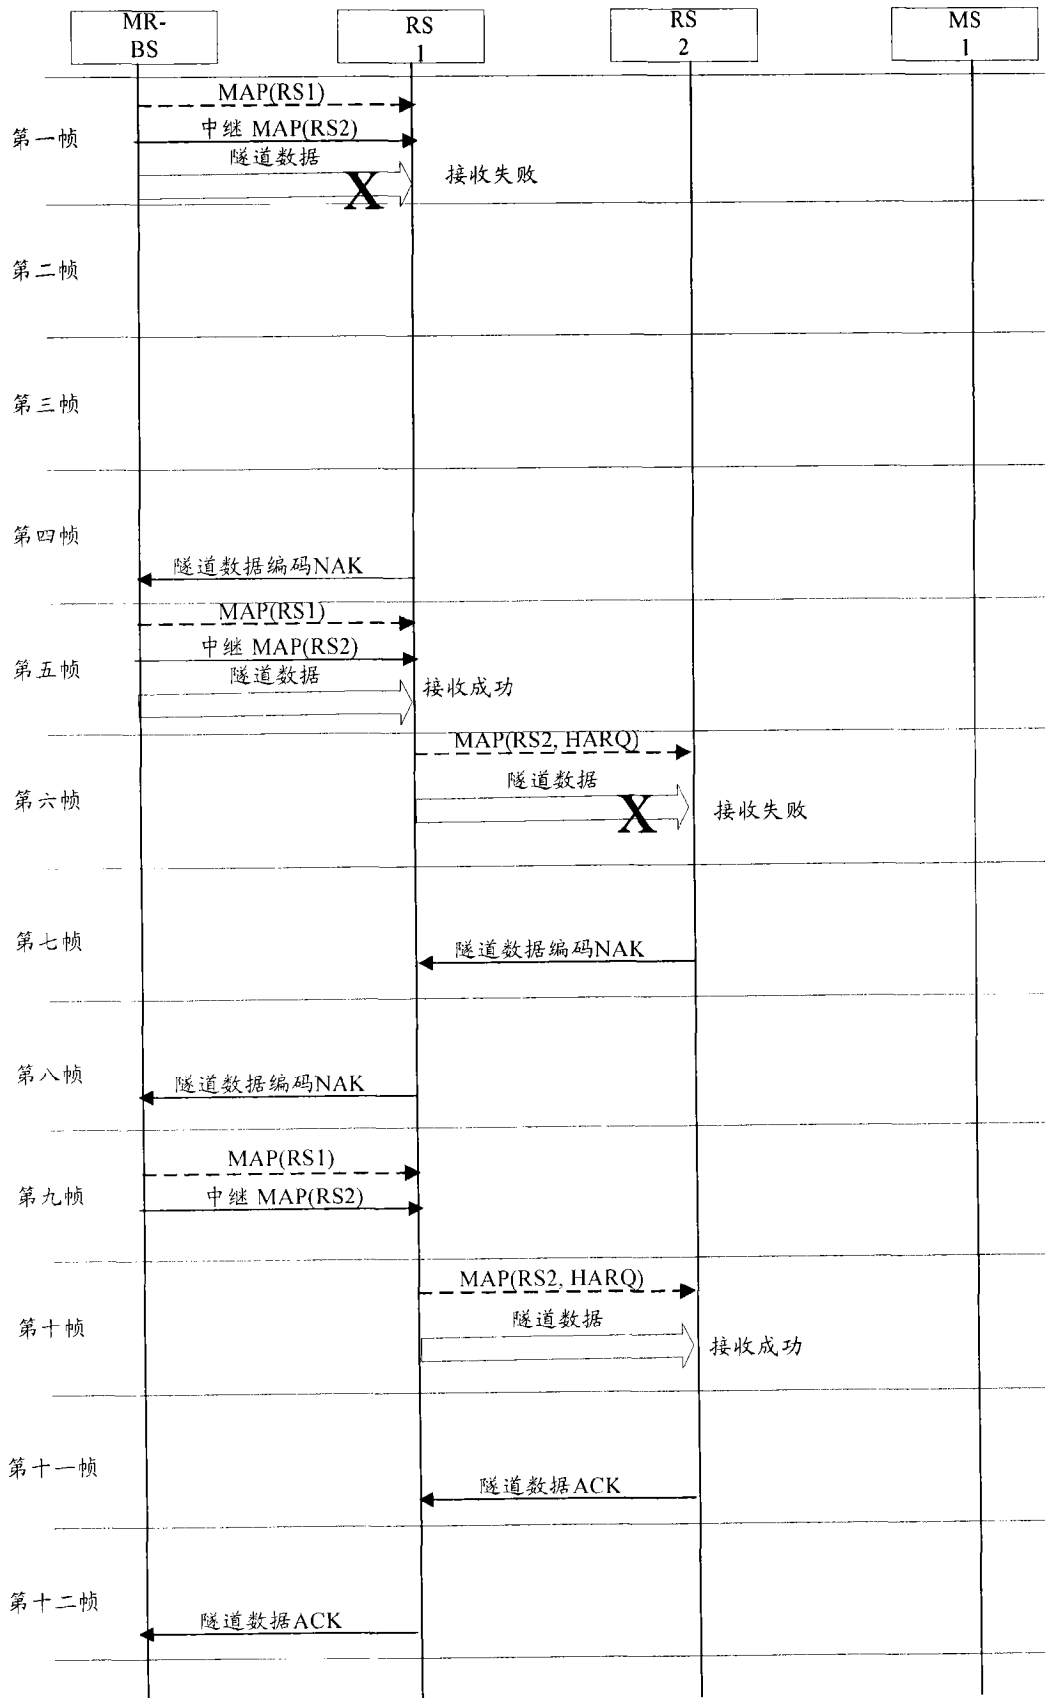 MR-
BS
RS
1
RS
2
MS
1
第一帧
MAP(RS1)
中继 MAP(RS2)
隧道数据
X
接收失败
第二帧
第三帧
第四帧
隧道数据编码NAK
第五帧
MAP(RS1)
中继 MAP(RS2)
隧道数据
接收成功
第六帧
MAP(RS2, HARQ)
隧道数据
X
接收失败
第七帧
隧道数据编码NAK
第八帧
隧道数据编码NAK
第九帧
MAP(RS1)
中继 MAP(RS2)
第十帧
MAP(RS2, HARQ)
隧道数据
接收成功
第十一帧
隧道数据ACK
第十二帧
隧道数据ACK